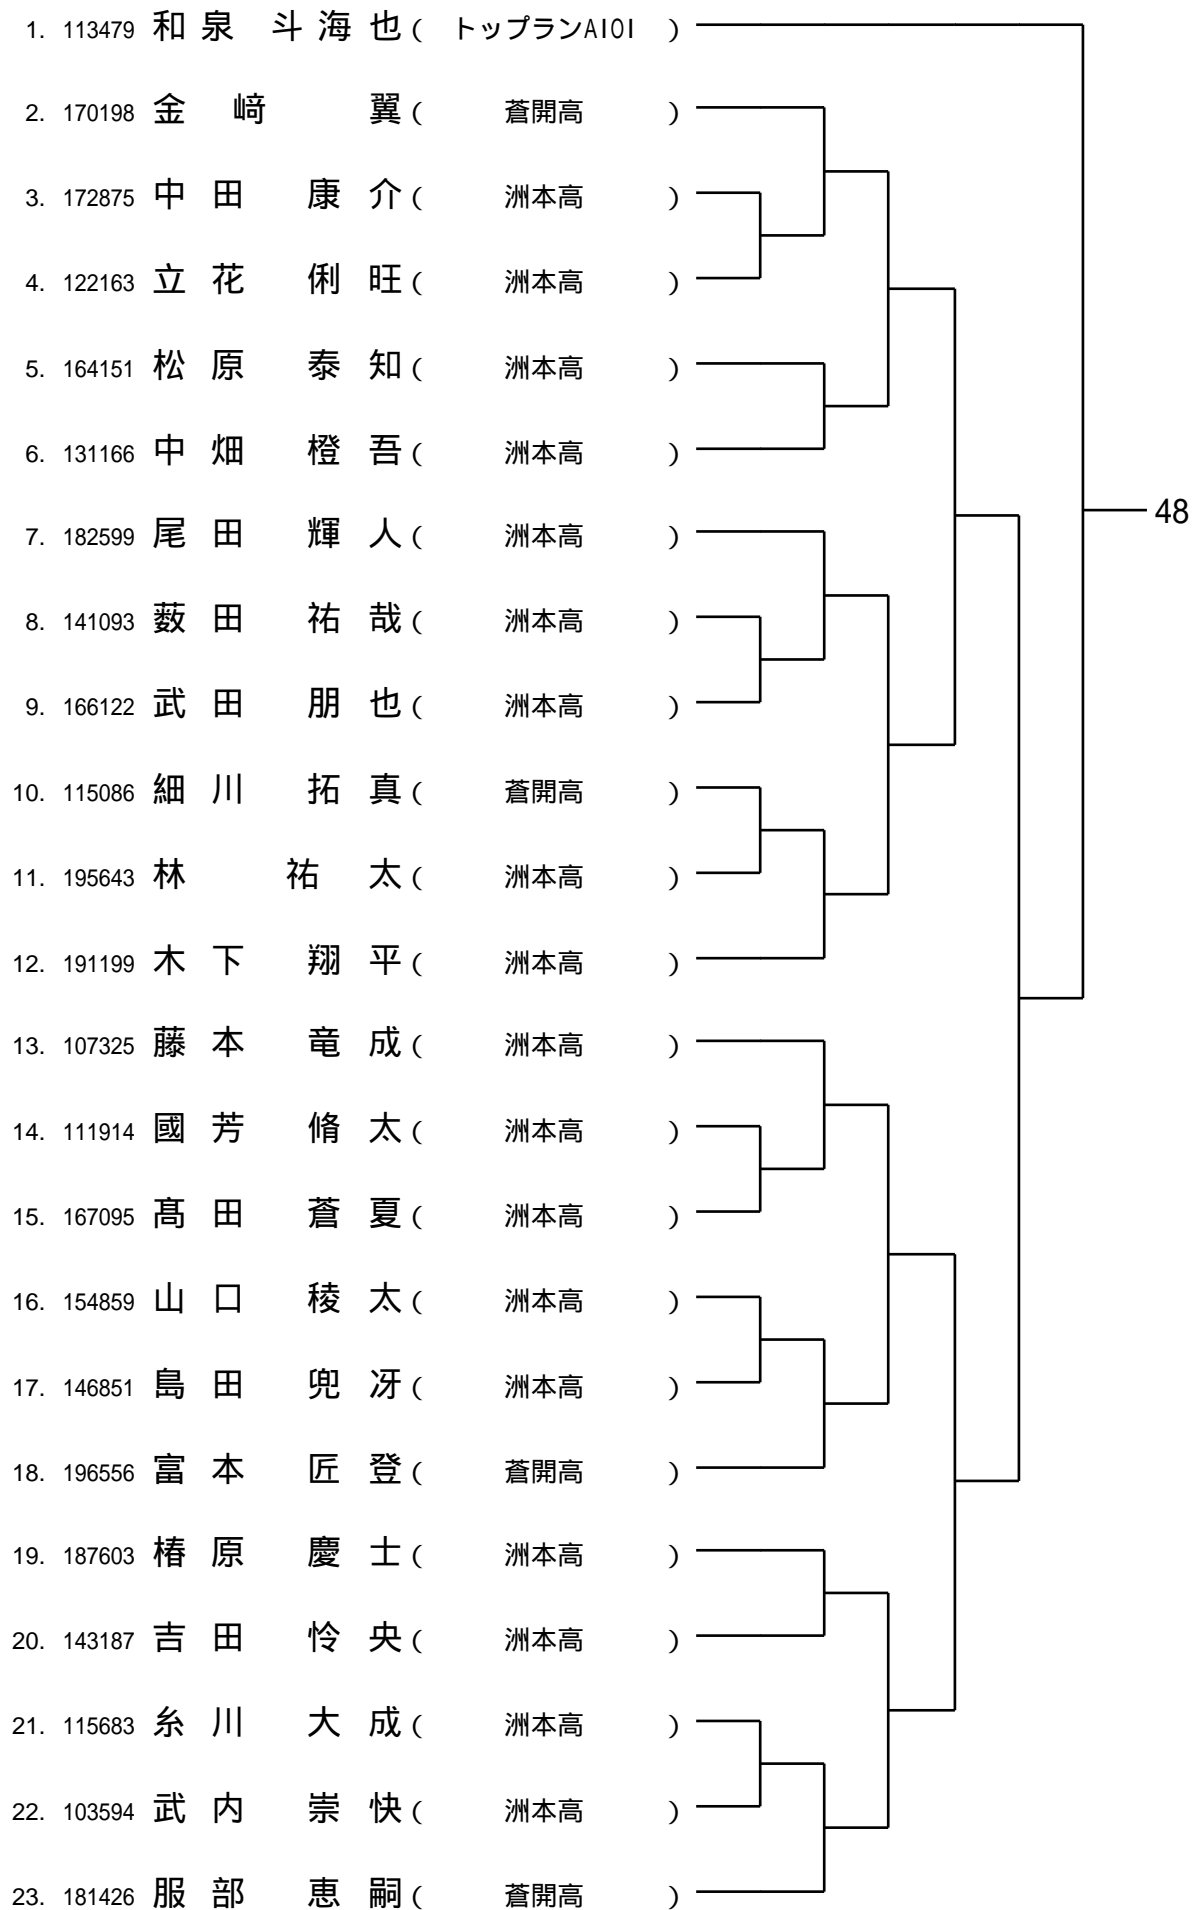 1. 113479 和泉 斗海也 ( トップランAIOI )
2. 170198 金﨑 翼 ( 蒼開高 )
3. 172875 中田 康介 ( 洲本高 )
4. 122163 立花 俐旺 ( 洲本高 )
5. 164151 松原 泰知 ( 洲本高 )
6. 131166 中畑 橙吾 ( 洲本高 )
7. 182599 尾田 輝人 ( 洲本高 )
48
8. 141093 薮田 祐哉 ( 洲本高 )
9. 166122 武田 朋也 ( 洲本高 )
10. 115086 細川 拓真 ( 蒼開高 )
11. 195643 林 祐太 ( 洲本高 )
12. 191199 木下 翔平 ( 洲本高 )
13. 107325 藤本 竜成 ( 洲本高 )
14. 111914 國芳 脩太 ( 洲本高 )
15. 167095 髙田 蒼夏 ( 洲本高 )
16. 154859 山口 稜太 ( 洲本高 )
17. 146851 島田 兜冴 ( 洲本高 )
18. 196556 富本 匠登 ( 蒼開高 )
19. 187603 椿原 慶士 ( 洲本高 )
20. 143187 吉田 怜央 ( 洲本高 )
21. 115683 糸川 大成 ( 洲本高 )
22. 103594 武内 崇快 ( 洲本高 )
23. 181426 服部 恵嗣 ( 蒼開高 )